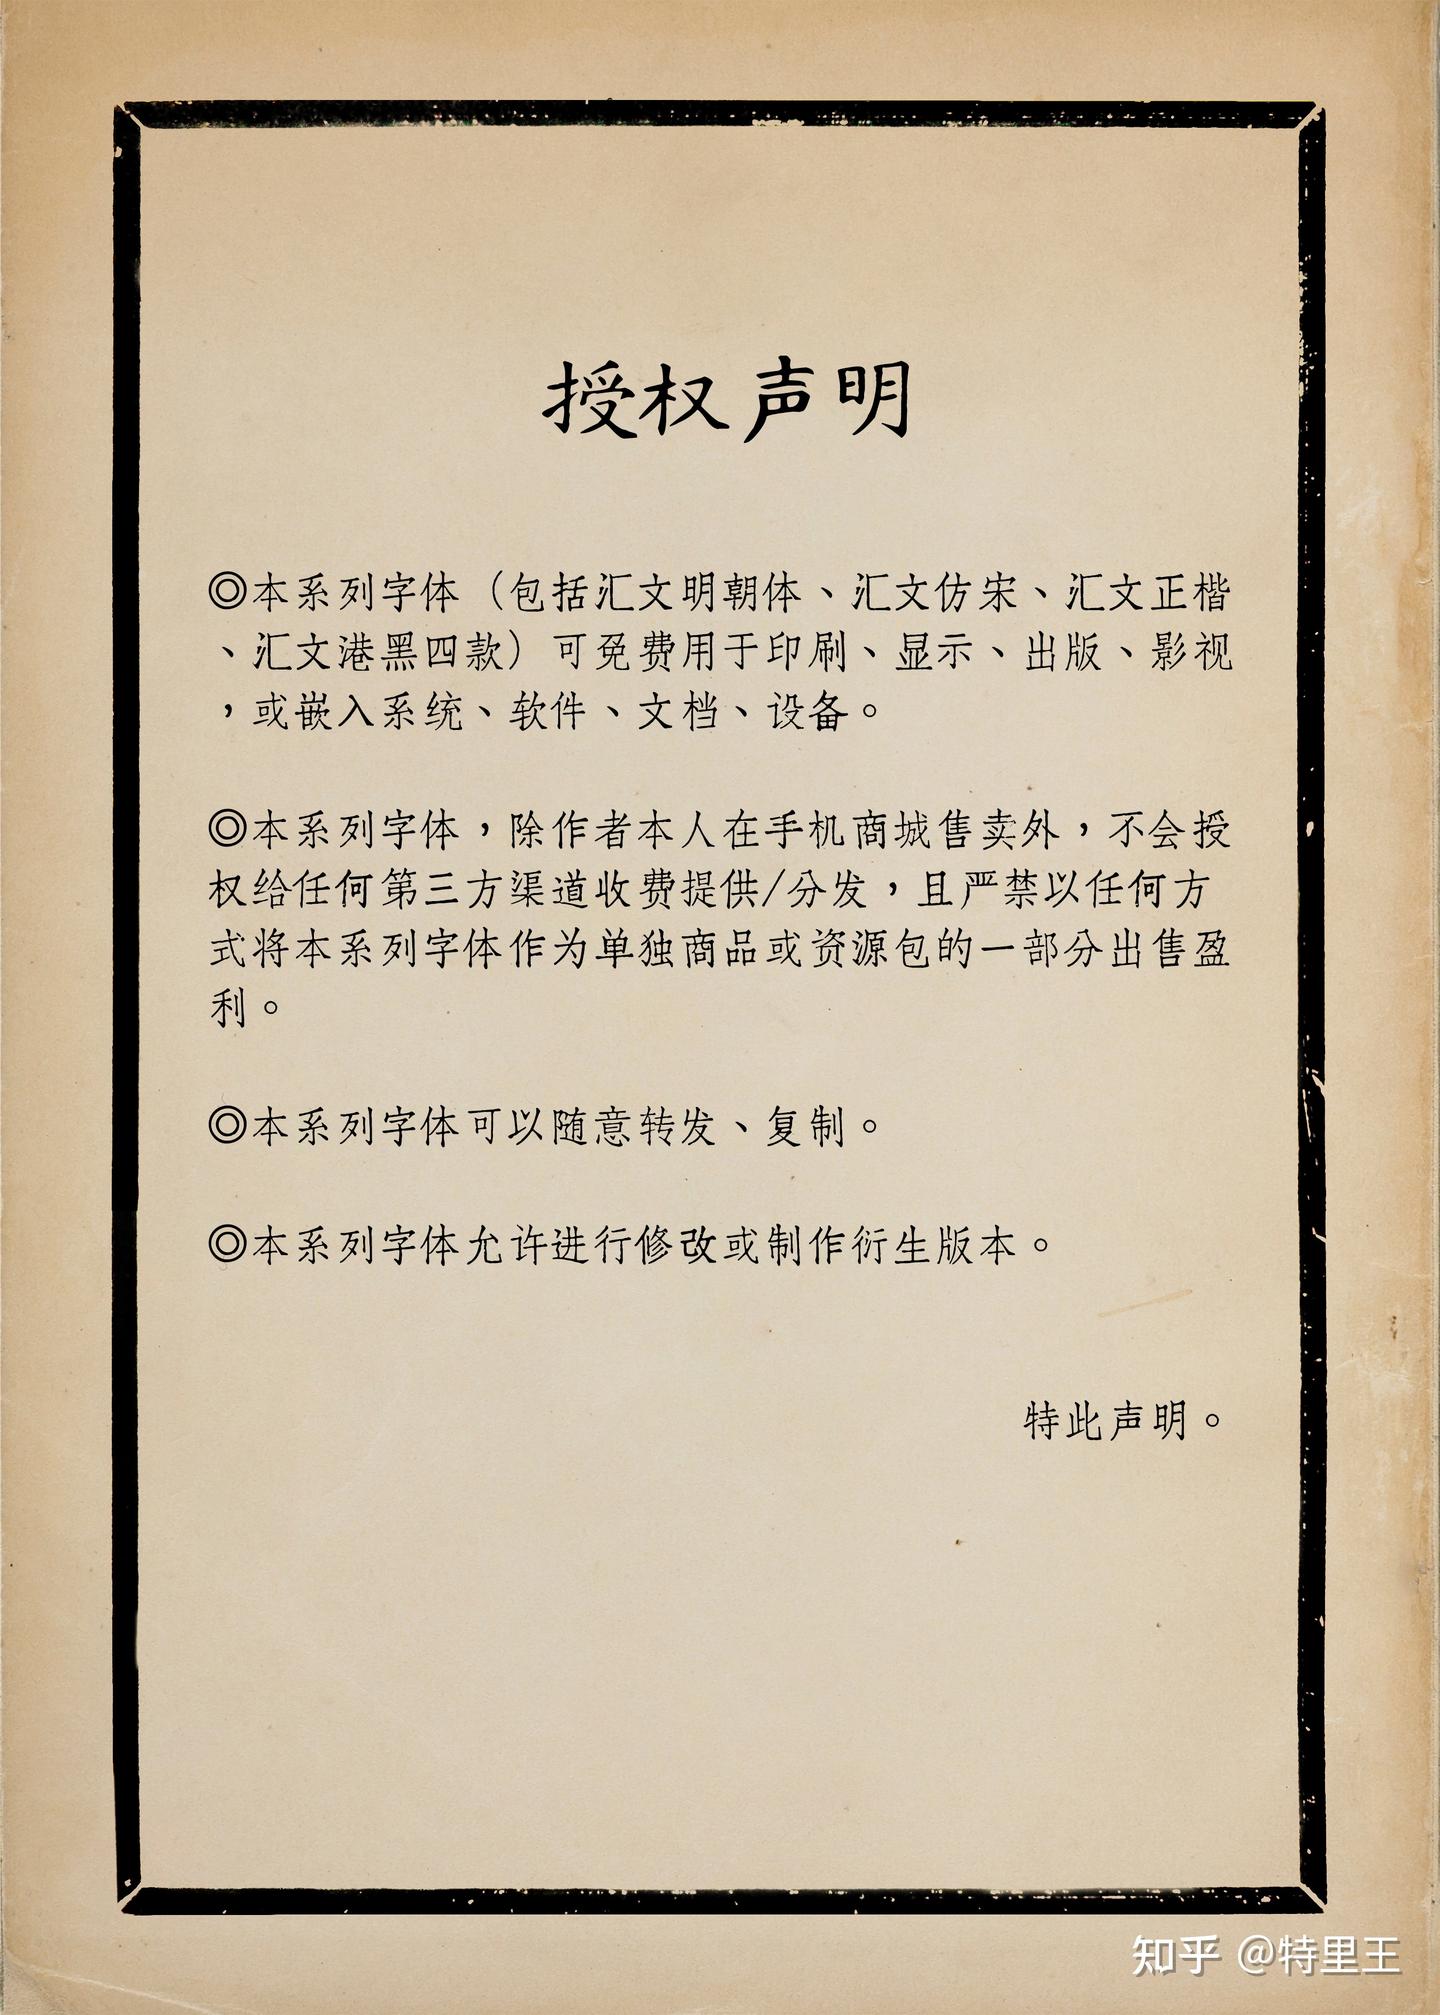 授权声明
◎本系列字体（包括汇文明朝体、汇文仿宋、汇文正楷
、汇文港黑四款）可免费用于印刷、显示、出版、影视
，或嵌入系统、软件、文档、设备。
◎本系列字体，除作者本人在手机商城售卖外，不会授
权给任何第三方渠道收费提供/分发，且严禁以任何方
式将本系列字体作为单独商品或资源包的一部分出售盈
利。
◎本系列字体可以随意转发、复制。
◎本系列字体允许进行修改或制作衍生版本。
特此声明。
知乎 @特里王